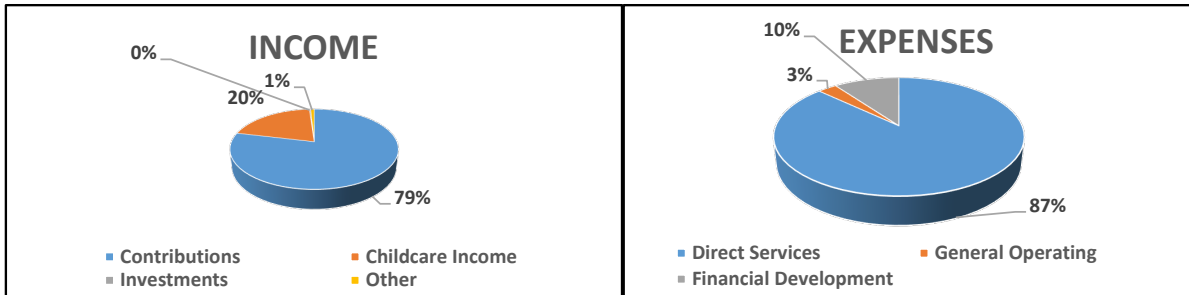 INCOME
0%
1%
20%
79%
Contributions
Childcare Income
Investments
Other
EXPENSES
10%
3%
87%
Direct Services
General Operating
Financial Development